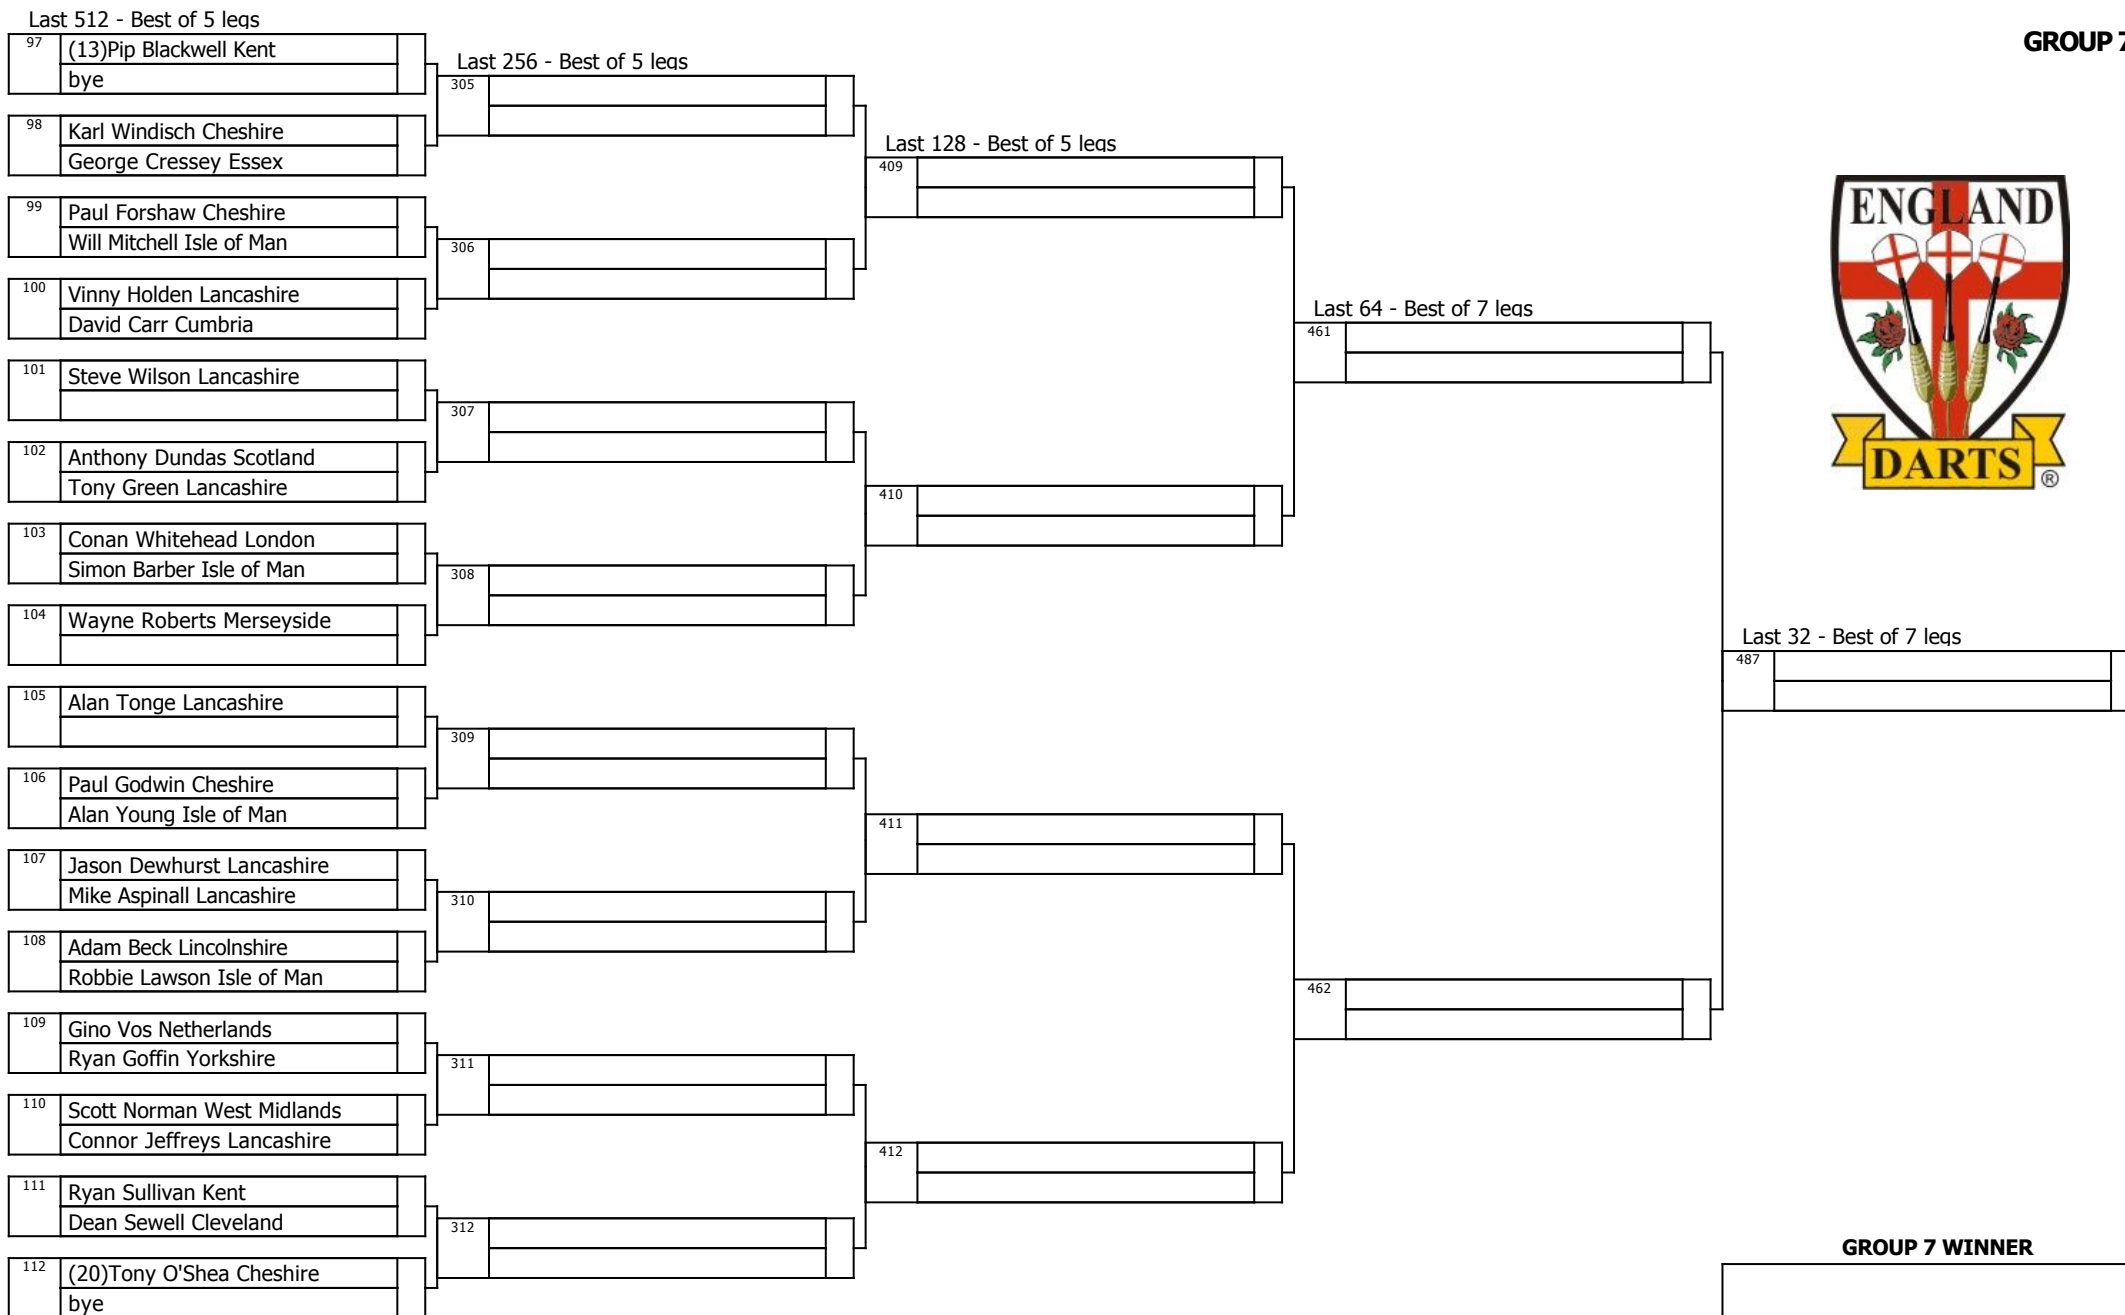 Last 512 - Best of 5 legs
GROUP 7
97 (13)Pip Blackwell Kent
bye
Last 256 - Best of 5 legs
305
98 Karl Windisch Cheshire
George Cressey Essex
Last 128 - Best of 5 legs
409
99 Paul Forshaw Cheshire
Will Mitchell Isle of Man
306
100 Vinny Holden Lancashire
David Carr Cumbria
Last 64 - Best of 7 legs
461
101 Steve Wilson Lancashire
307
102 Anthony Dundas Scotland
Tony Green Lancashire
410
103 Conan Whitehead London
Simon Barber Isle of Man
308
104 Wayne Roberts Merseyside
Last 32 - Best of 7 legs
487
105 Alan Tonge Lancashire
309
106 Paul Godwin Cheshire
Alan Young Isle of Man
411
107 Jason Dewhurst Lancashire
Mike Aspinall Lancashire
310
108 Adam Beck Lincolnshire
Robbie Lawson Isle of Man
462
109 Gino Vos Netherlands
Ryan Goffin Yorkshire
311
110 Scott Norman West Midlands
Connor Jeffreys Lancashire
412
111 Ryan Sullivan Kent
Dean Sewell Cleveland
312
112 (20)Tony O'Shea Cheshire
bye
GROUP 7 WINNER
ENGLAND
DARTS ®